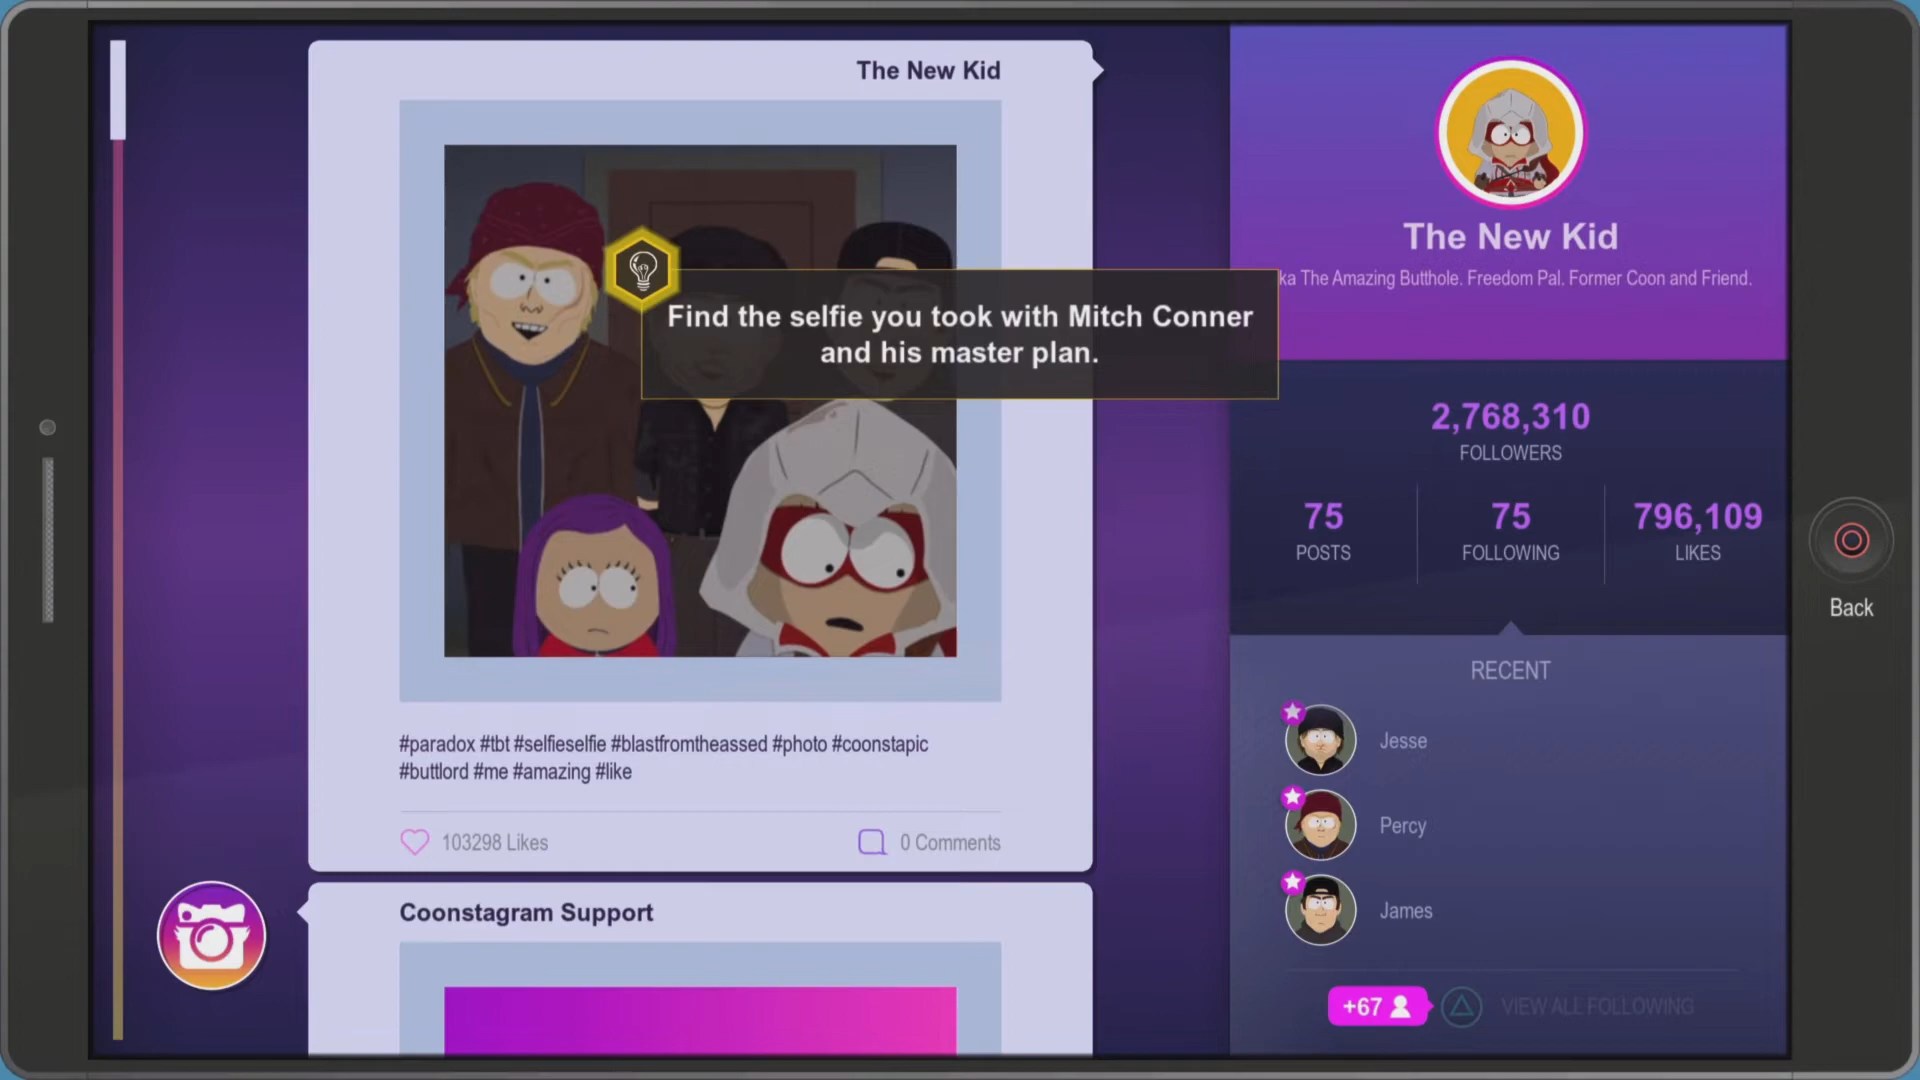 The New Kid
Find the selfie you took with Mitch Conner
and his master plan.
#paradox #tbt #selfieselfie #blastfromtheassed #photo #coonstapic
#buttlord #me #amazing #like
103298 Likes
0 Comments
Coonstagram Support
The New Kid
ka The Amazing Butthole. Freedom Pal. Former Coon and Friend.
2,768,310
FOLLOWERS
75
POSTS
75
FOLLOWING
796,109
LIKES
RECENT
Jesse
Percy
James
+67
VIEW ALL FOLLOWING
Back